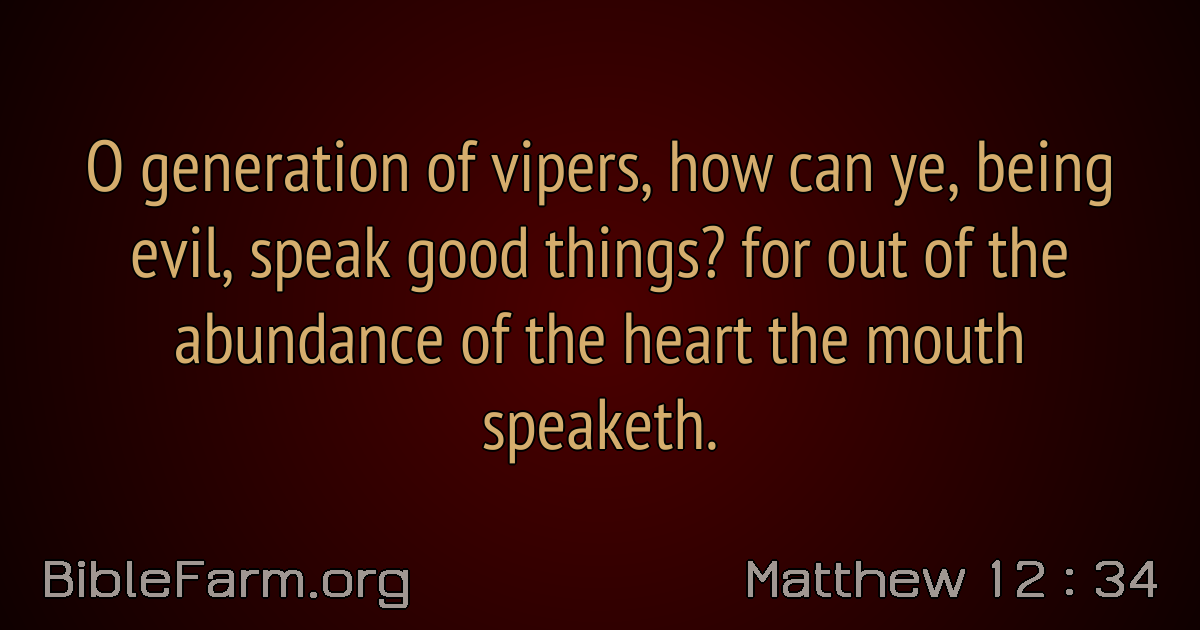 O generation of vipers, how can ye, being
evil, speak good things? for out of the
abundance of the heart the mouth
speaketh.
BibleFarm.org
Matthew 12 : 34